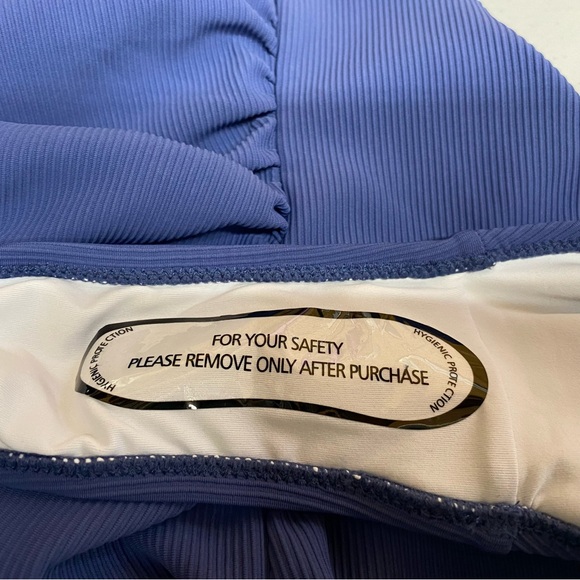 HYGIENIC PROTECTION
FOR YOUR SAFETY
PLEASE REMOVE ONLY AFTER PURCHASE
HYGIENIC PROTECTION